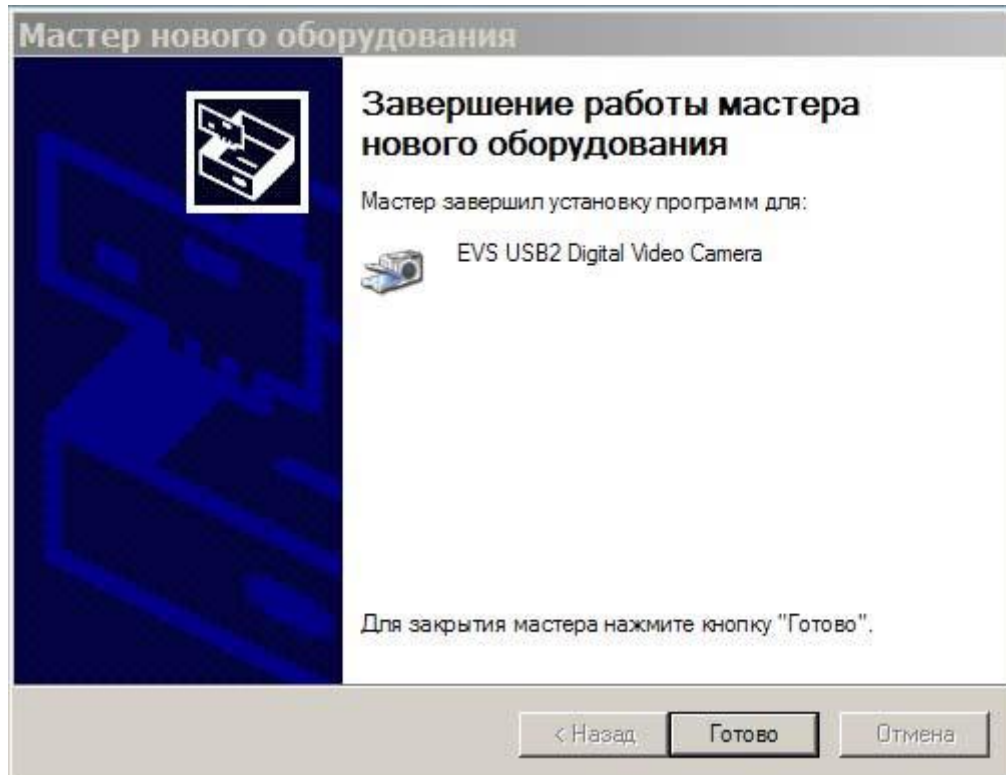 Мастер нового оборудования
Завершение работы мастера
нового оборудования
Мастер завершил установку программ для:
EVS USB2 Digital Video Camera
Для закрытия мастера нажмите кнопку "Готово".
< Назад
Готово
Отмена